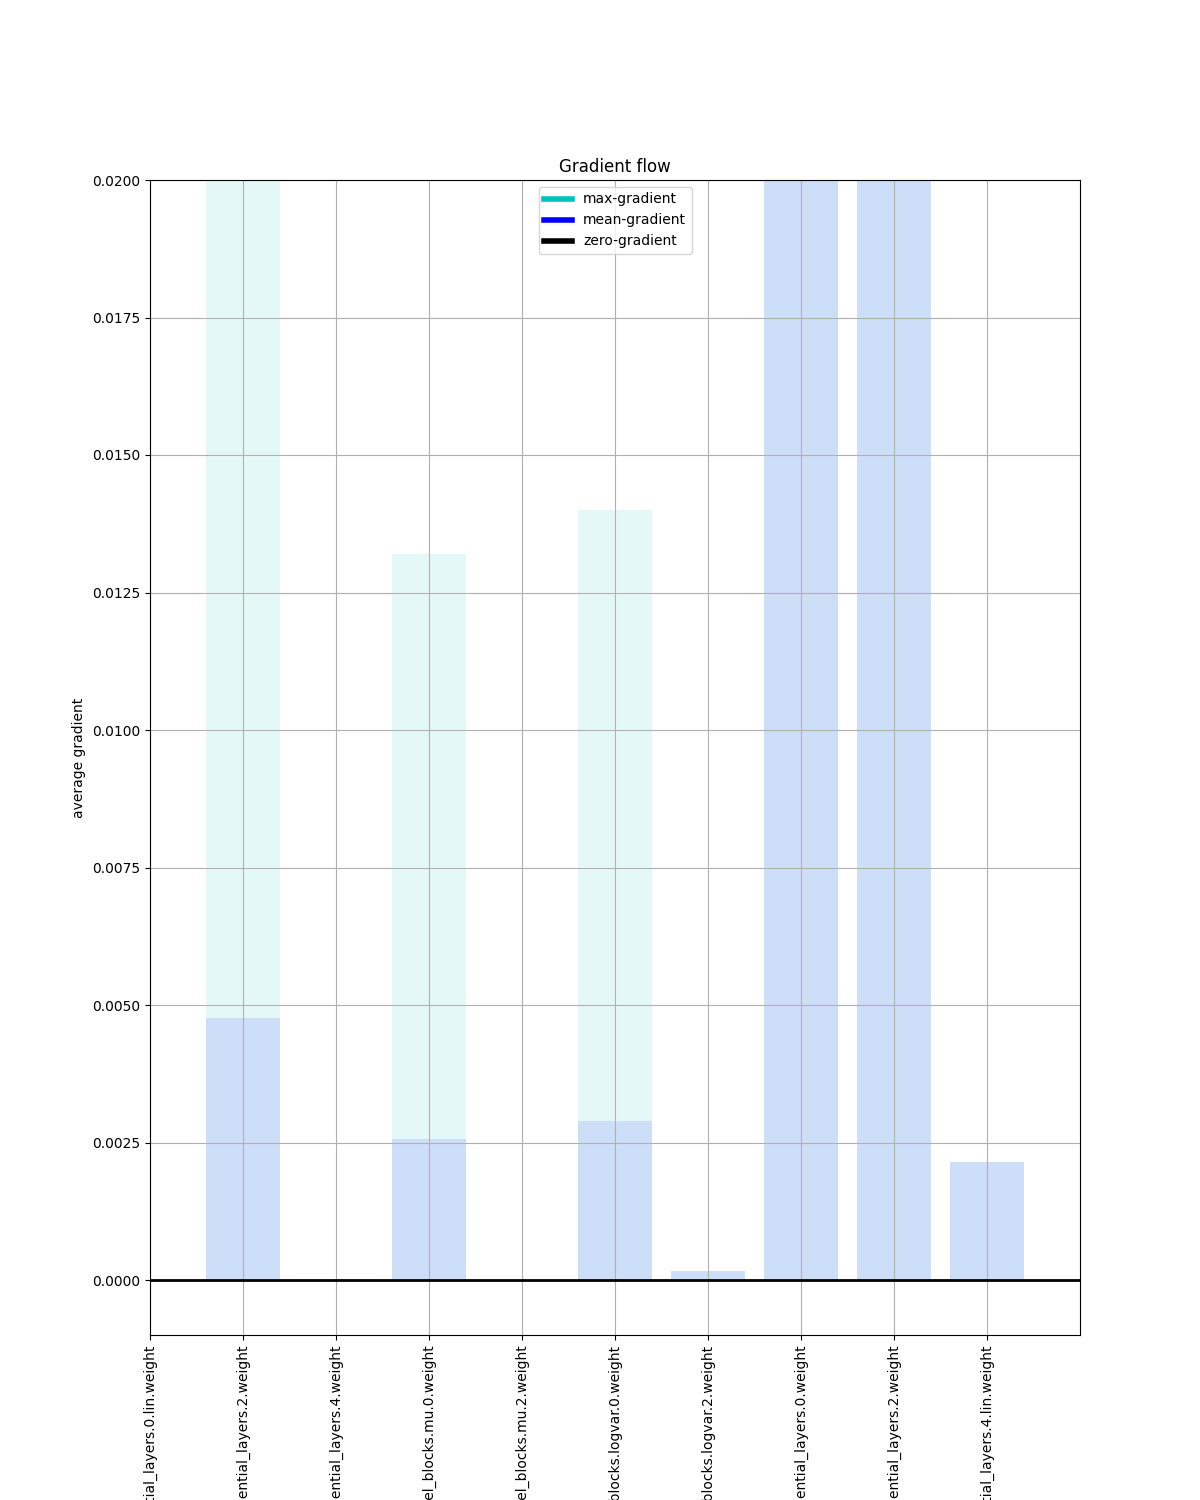 Gradient flow
max-gradient
mean-gradient
zero-gradient
0.0200
0.0175
0.0150
0.0125
0.0100
0.0075
0.0050
0.0025
0.0000
average gradient
tial_layers.0.lin.weight
ential_layers.2.weight
ential_layers.4.weight
el_blocks.mu.0.weight
el_blocks.mu.2.weight
blocks.logvar.0.weight
blocks.logvar.2.weight
ential_layers.0.weight
ential_layers.2.weight
tial_layers.4.lin.weight